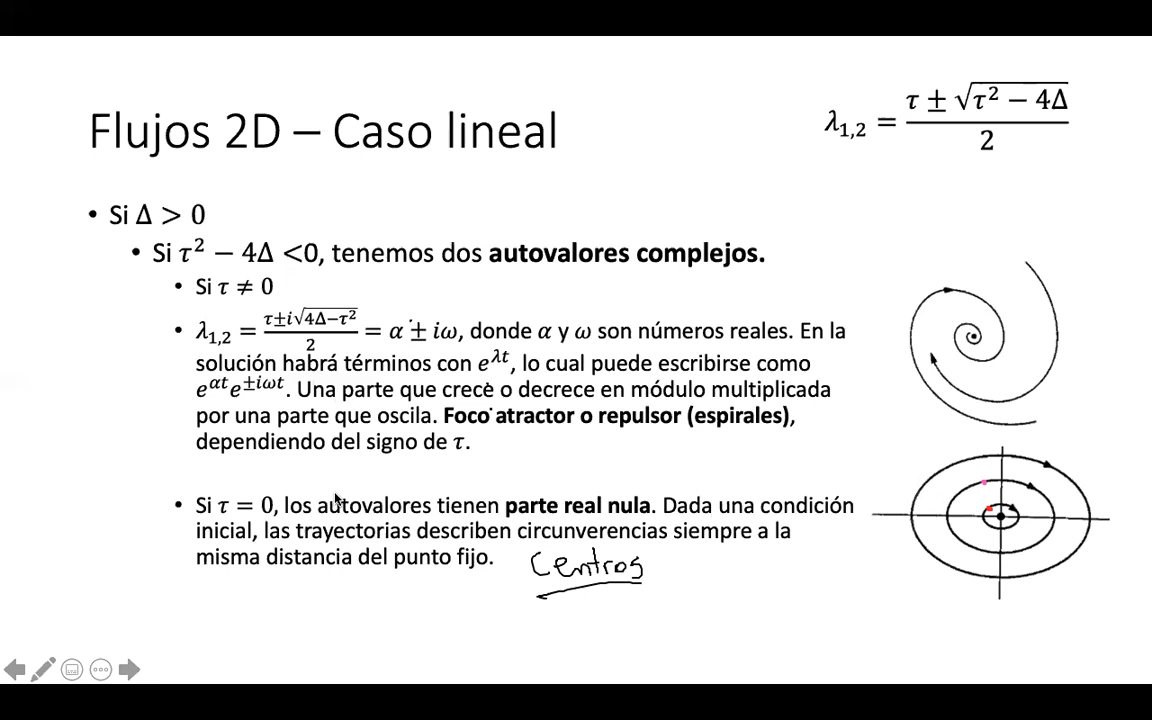 Flujos 2D – Caso lineal
λ₁,₂ = (τ ± √(τ² − 4Δ)) / 2
• Si Δ > 0
• Si τ² − 4Δ <0, tenemos dos autovalores complejos.
• Si τ ≠ 0
• λ₁,₂ = (τ±i√(4Δ−τ²)) / 2 = α ± iω, donde α y ω son números reales. En la
solución habrá términos con e^λt, lo cual puede escribirse como
e^αt e^±iωt. Una parte que crece o decrece en módulo multiplicada
por una parte que oscila. Foco atractor o repulsor (espirales),
dependiendo del signo de τ.
• Si τ = 0, los autovalores tienen parte real nula. Dada una condición
inicial, las trayectorias describen circunverencias siempre a la
misma distancia del punto fijo.
Centros